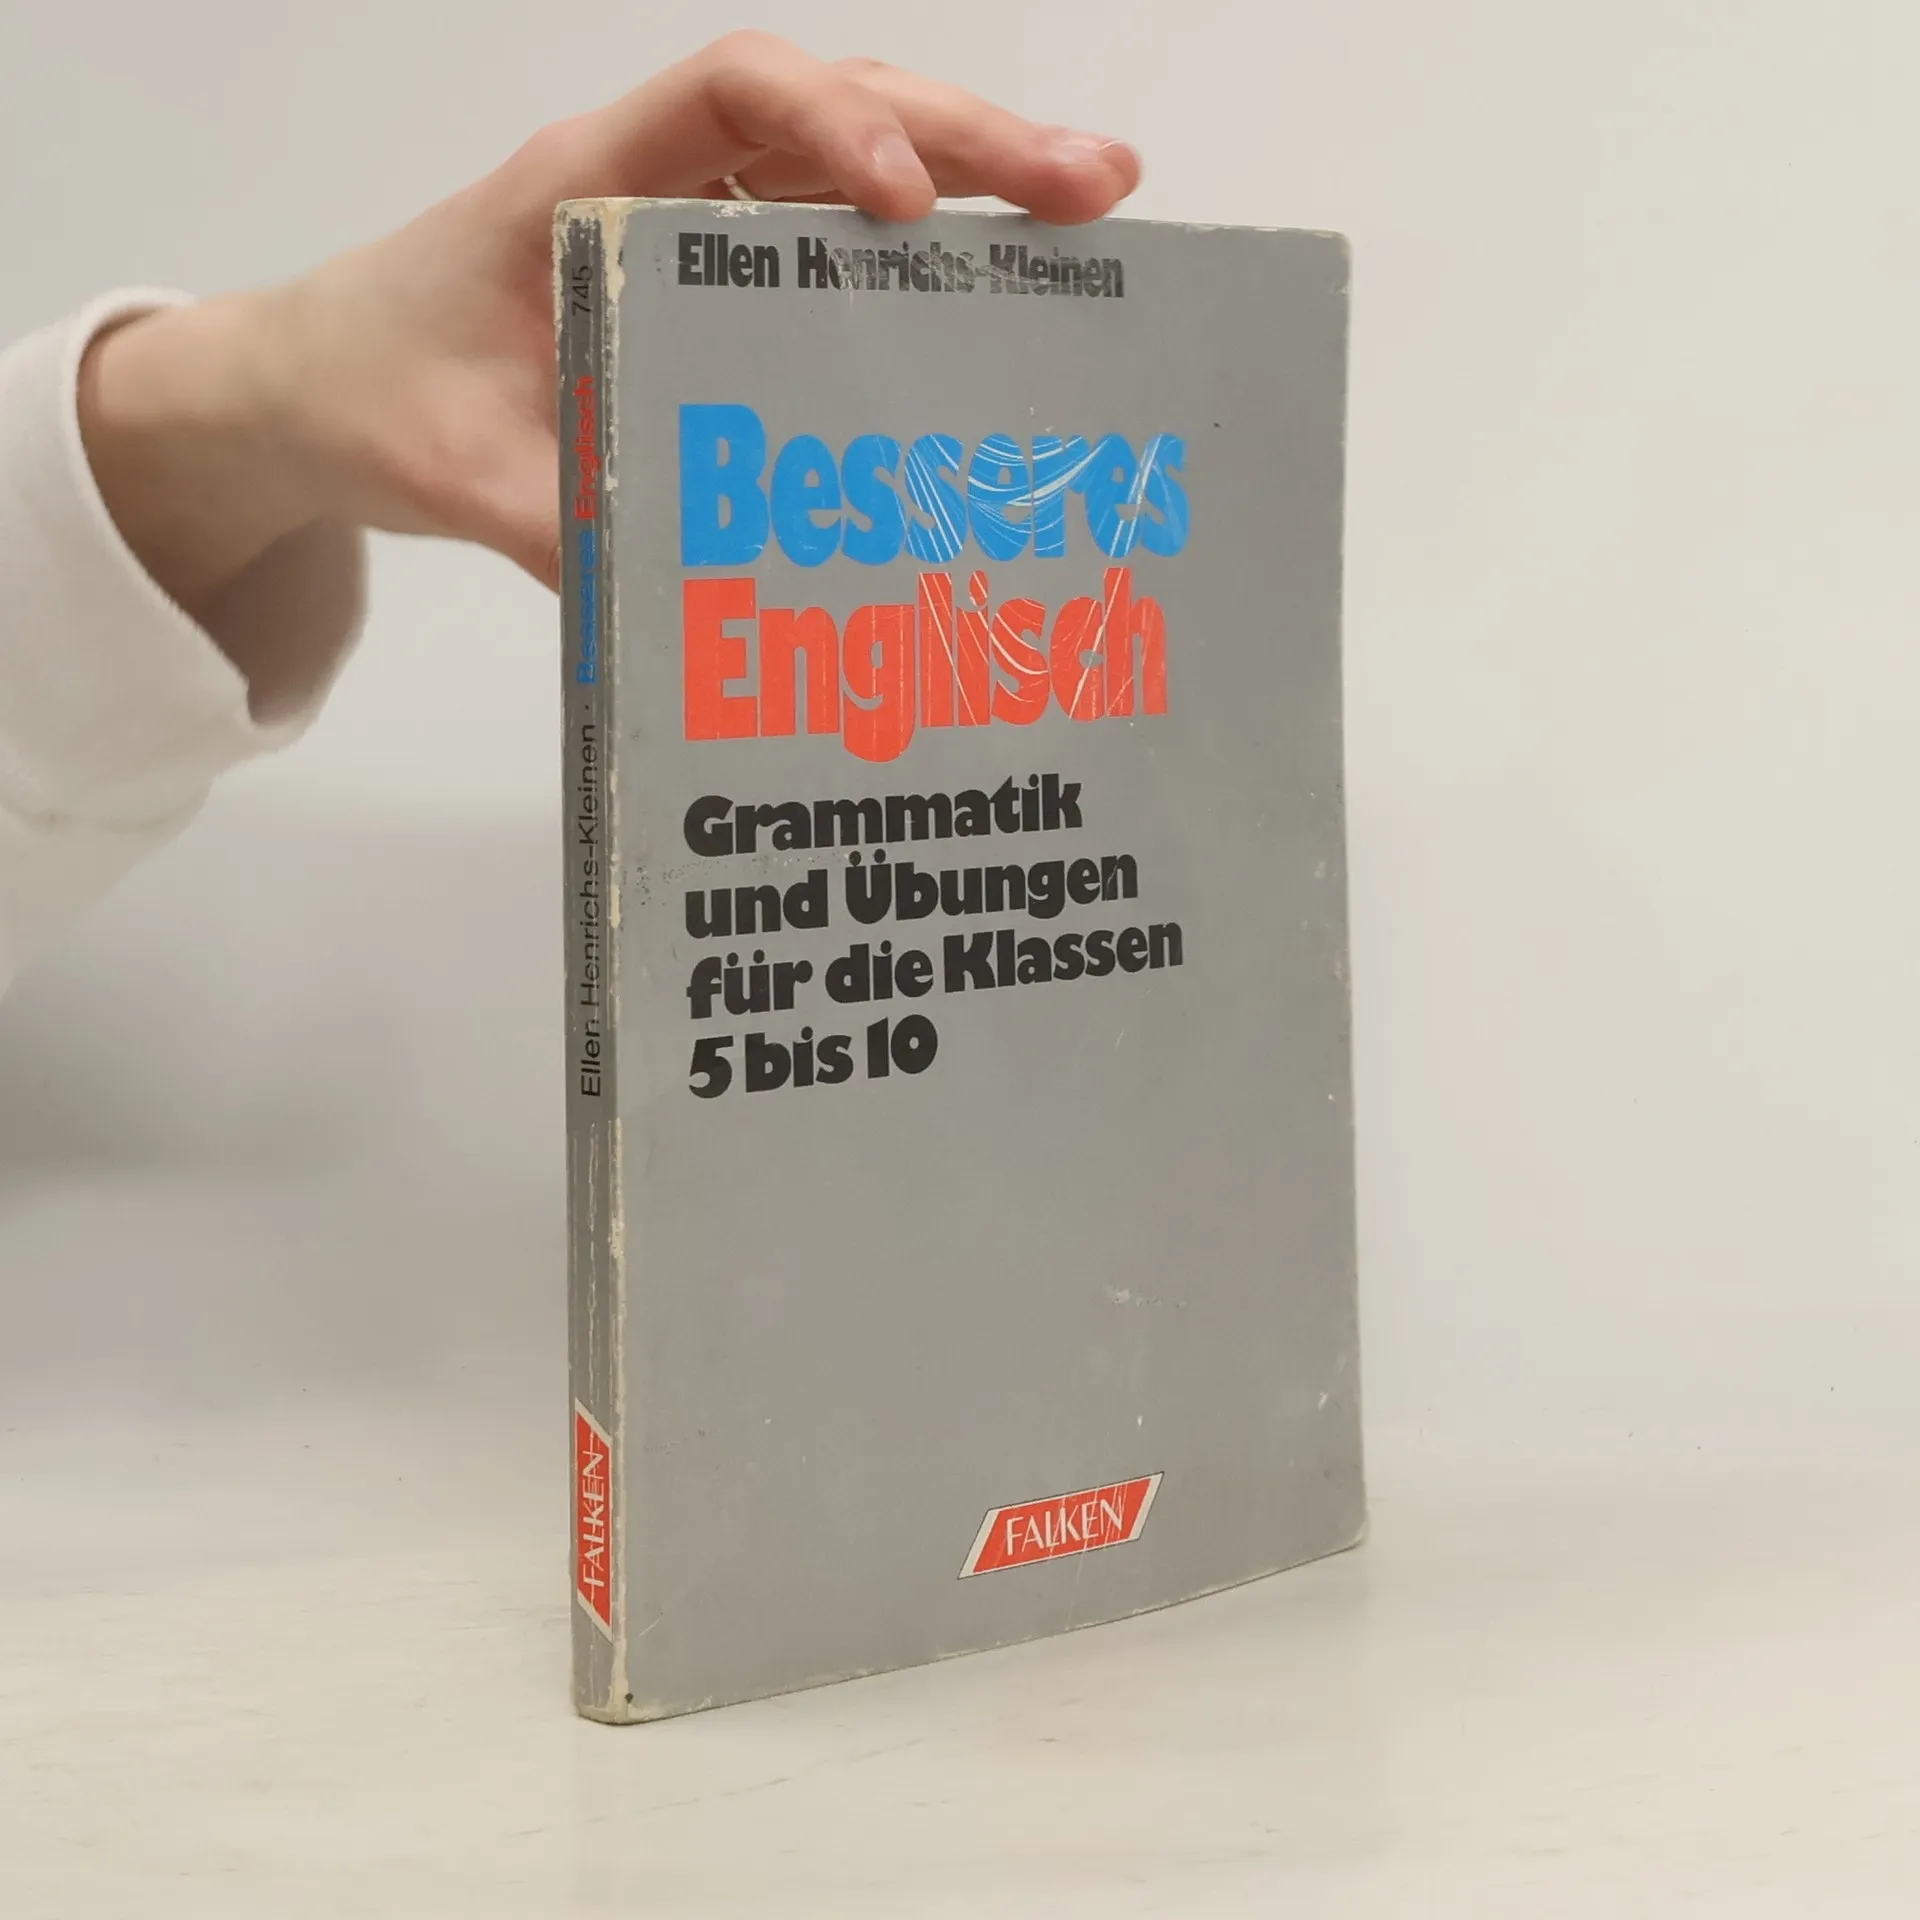 Ellen Henrichs-Kleinen
Besseres
Englisch
Grammatik
und Übungen
für die Klassen
5 bis 10
FALKEN
Ellen Henrichs-Kleinen · Besseres Englisch 745
FALKEN